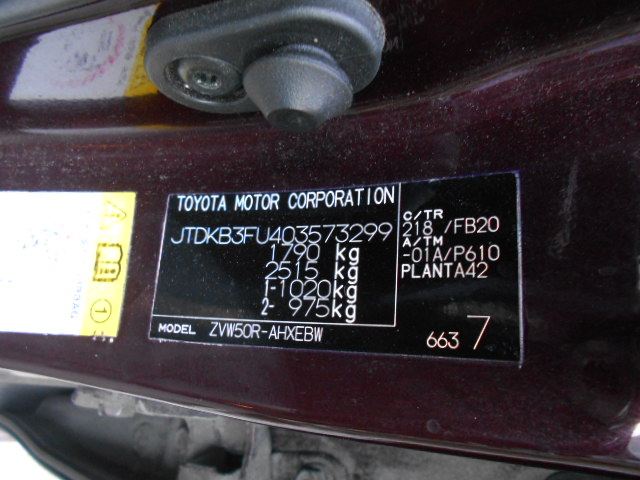 TOYOTA MOTOR CORPORATION
JTDKB3FU403573299
1790 kg
2515 kg
1-1020kg
2- 975kg
C/TR
218 /FB20
A/TM
-01A/P610
PLANTA42
MODEL ZVW50R-AHXEBW
663 7